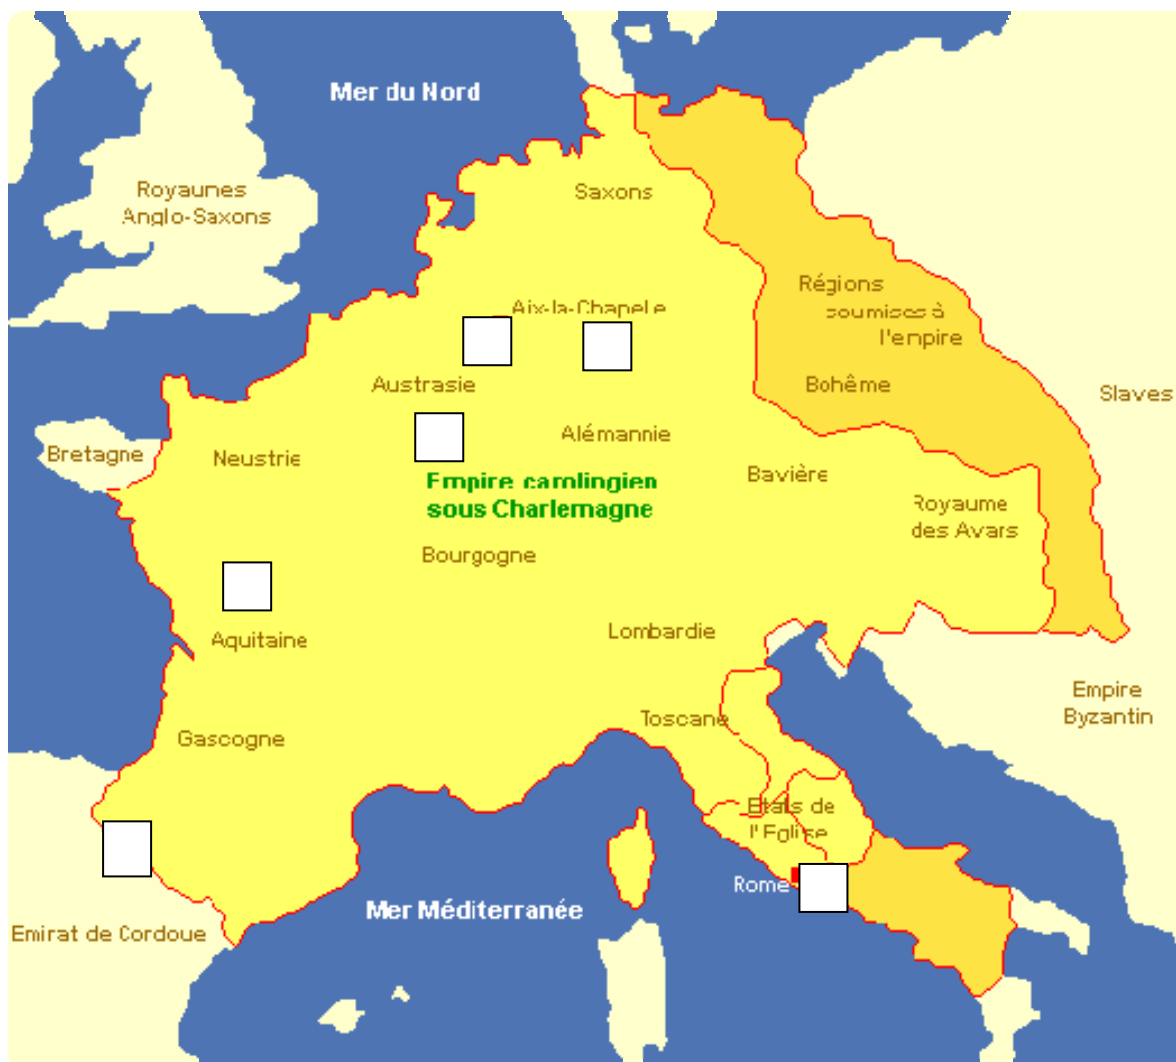 Mer du Nord
Royaumes
Anglo-Saxons
Saxons
Régions
soumises à
l'empire
Aix-la-Chapelle
Austrasie
Bohême
Slaves
Bretagne
Neustrie
Alémannie
Bavière
Empire carolingien
sous Charlemagne
Royaume
des Avars
Bourgogne
Aquitaine
Lombardie
Empire
Byzantin
Toscane
Gascogne
Etats de
l'Eglise
Rome
Mer Méditerranée
Emirat de Cordoue